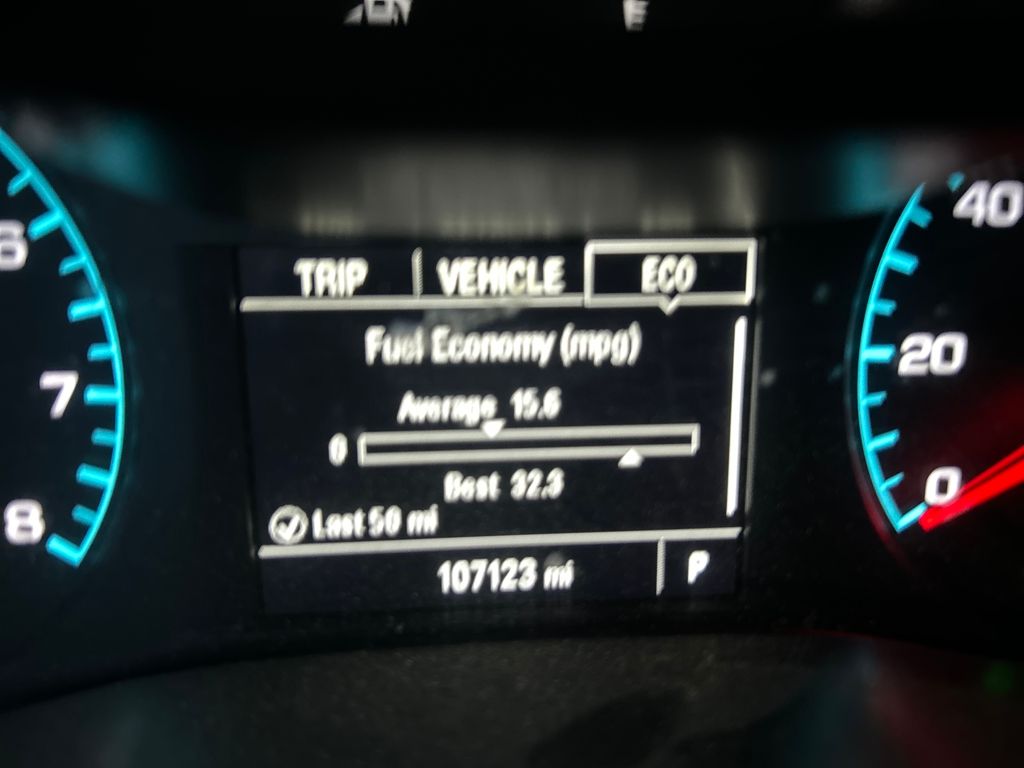 TRIP VEHICLE ECO
Fuel Economy (mpg)
Average 15.6
0
Best 32.3
Last 50 mi
107123 mi P
6
7
8
40
20
0
E